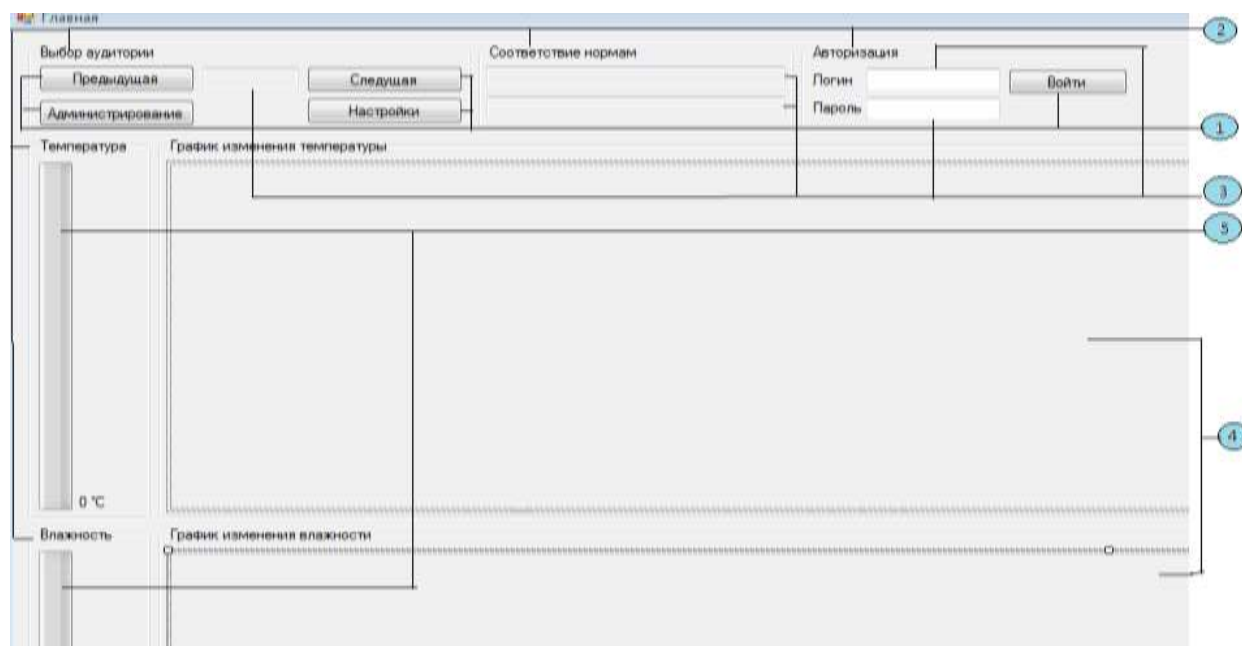 Главная
2
Выбор аудитории
Соответствие нормам
Авторизация
Предыдущая
Следущая
Логин
Войти
Администрирование
Настройки
Пароль
1
Температура
График изменения температуры
3
5
4
0 °C
Влажность
График изменения влажности